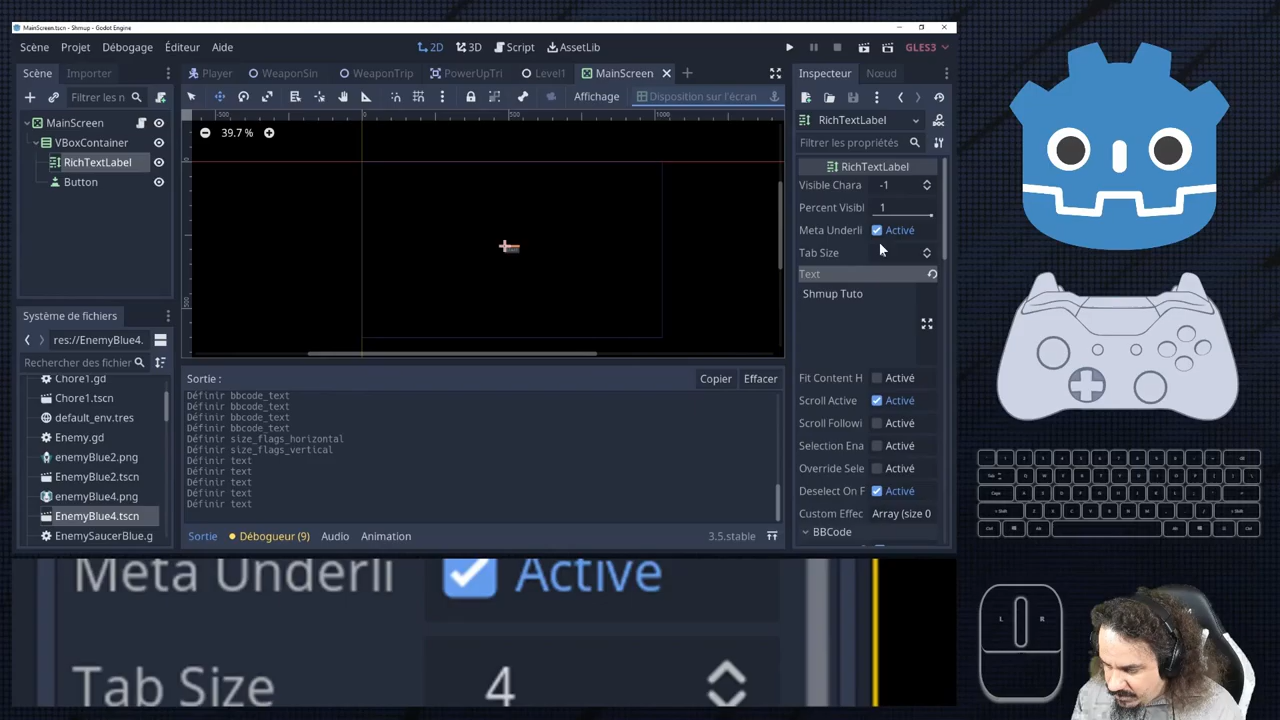 MainScreen.tscn - Shmup - Godot Engine
Scène Projet Débogage Éditeur Aide
2D 3D Script AssetLib
GLES3
Scène Importer
Player WeaponSin WeaponTrip PowerUpTri Level1 MainScreen
Inspecteur Nœud
Filtrer les n
Affichage Disposition sur l'écran
MainScreen
VBoxContainer
RichTextLabel
Button
-500 0 500 1000
39.7 %
RichTextLabel
Filtrer les propriétés
RichTextLabel
Visible Chara -1
Percent Visibl 1
Meta Underli Activé
Tab Size
Text
Shmup Tuto
Fit Content H Activé
Scroll Active Activé
Scroll Followi Activé
Selection Ena Activé
Override Sele Activé
Deselect On F Activé
Custom Effec Array (size 0
BBCode
Système de fichiers
res://EnemyBlue4.
Rechercher des fichier
Chore1.gd
Chore1.tscn
default_env.tres
Enemy.gd
enemyBlue2.png
EnemyBlue2.tscn
enemyBlue4.png
EnemyBlue4.tscn
EnemySaucerBlue.g
Sortie :
Copier Effacer
Définir bbcode_text
Définir bbcode_text
Définir bbcode_text
Définir bbcode_text
Définir size_flags_horizontal
Définir size_flags_vertical
Définir text
Définir text
Définir text
Définir text
Définir text
Sortie Débogueur (9) Audio Animation
3.5.stable
Meta Underli Activé
Tab Size 4
L R